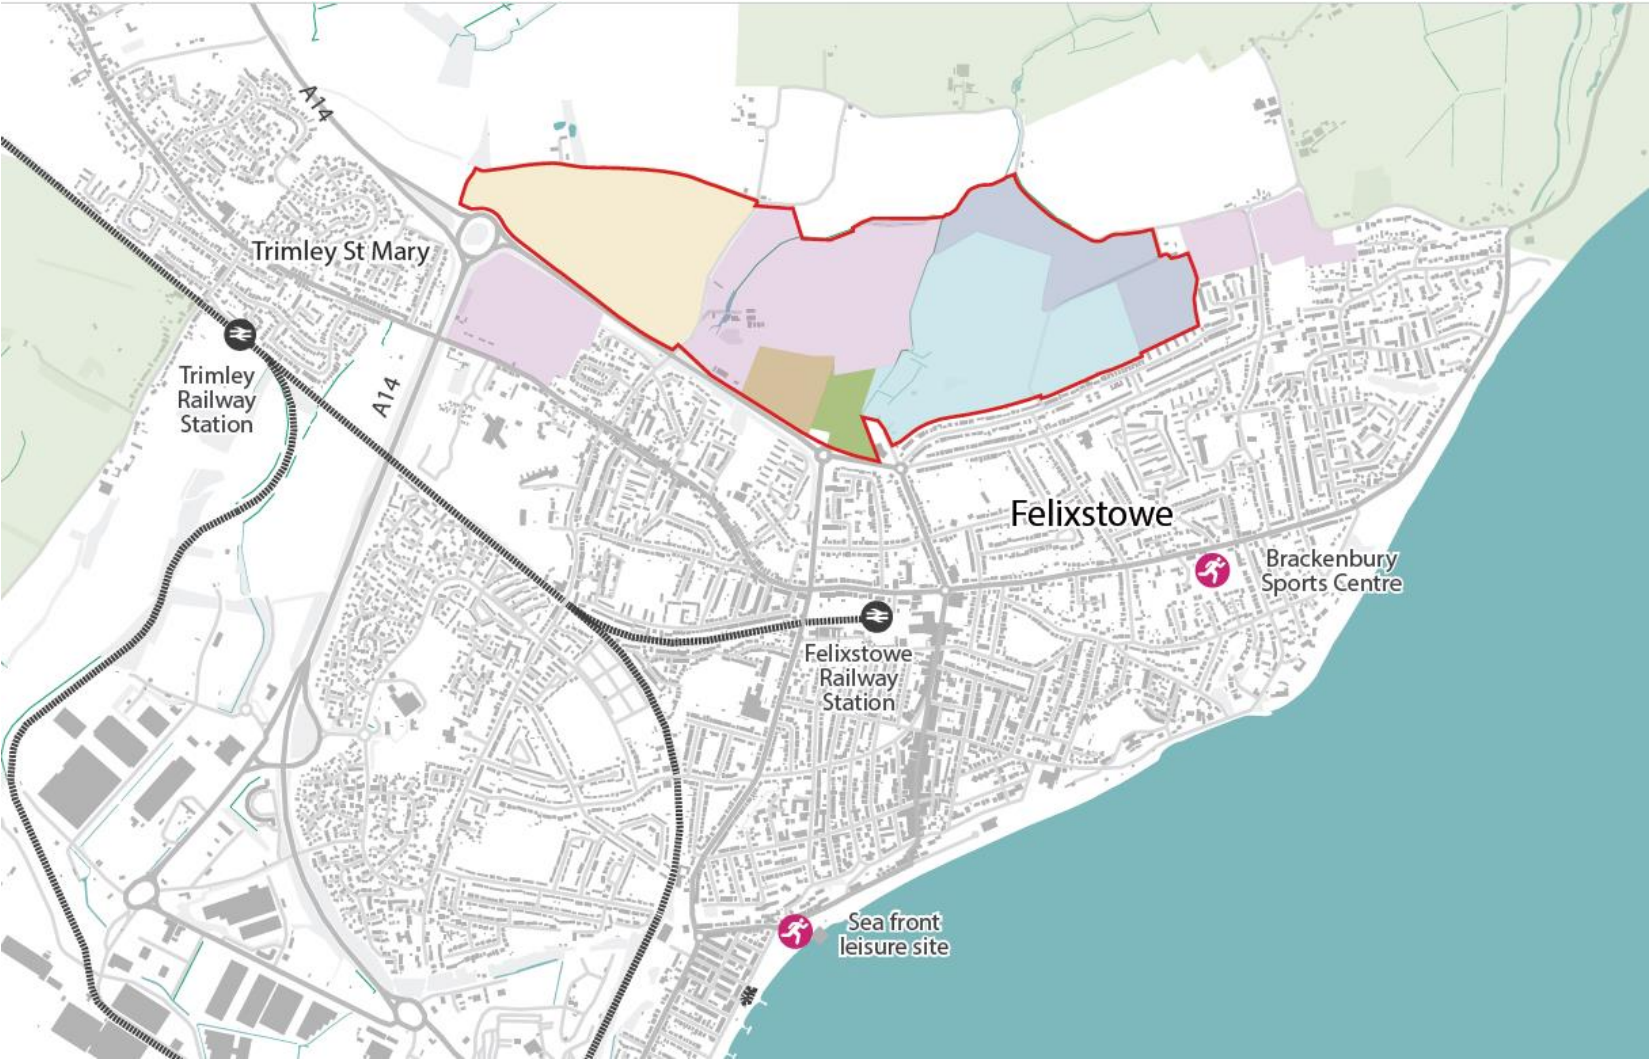 A14
Trimley St Mary
Trimley
Railway
Station
A14
Felixstowe
Brackenbury
Sports Centre
Felixstowe
Railway
Station
Sea front
leisure site